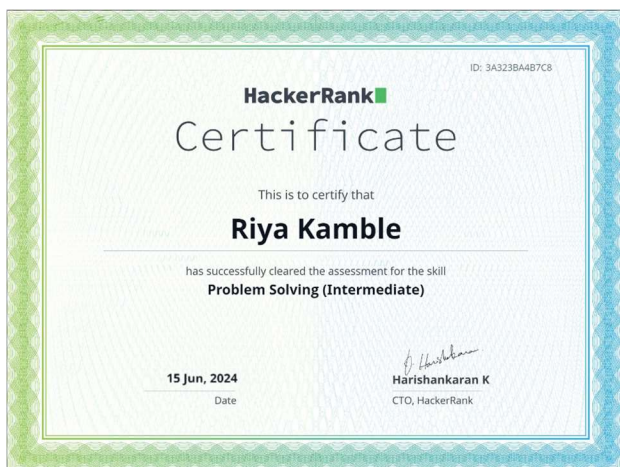 ID: 3A323BA4B7C8
HackerRank
Certificate
This is to certify that
Riya Kamble
has successfully cleared the assessment for the skill
Problem Solving (Intermediate)
15 Jun, 2024
Date
Harishankaran K
CTO, HackerRank